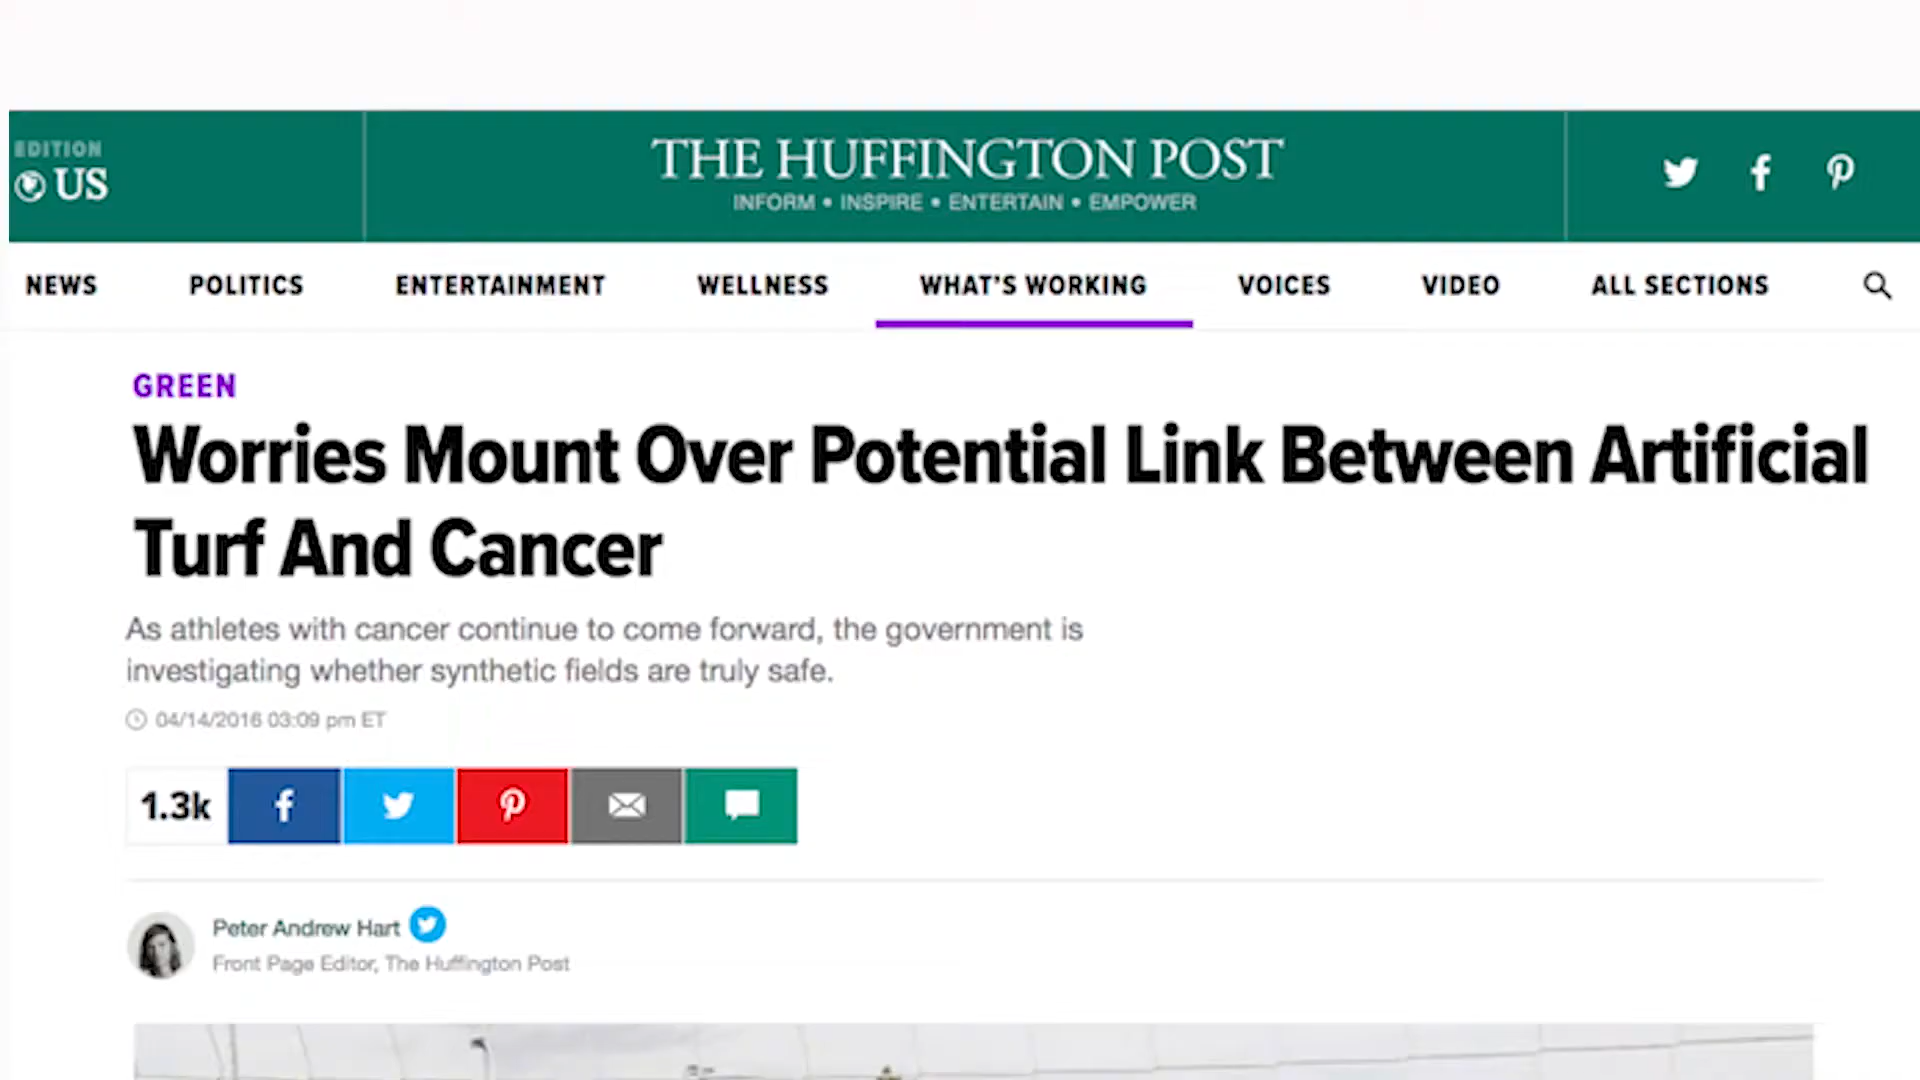 EDITION
US
THE HUFFINGTON POST
INFORM • INSPIRE • ENTERTAIN • EMPOWER
NEWS POLITICS ENTERTAINMENT WELLNESS WHAT'S WORKING VOICES VIDEO ALL SECTIONS
GREEN
Worries Mount Over Potential Link Between Artificial
Turf And Cancer
As athletes with cancer continue to come forward, the government is
investigating whether synthetic fields are truly safe.
04/14/2016 03:09 pm ET
1.3k
Peter Andrew Hart
Front Page Editor, The Huffington Post